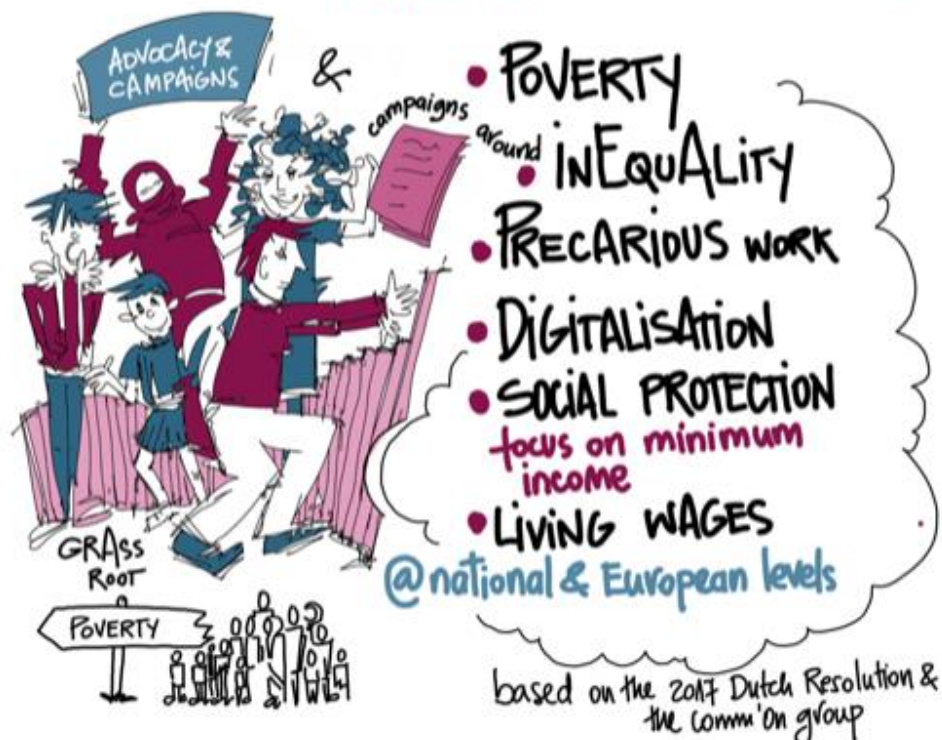 ADVOCACY &
CAMPAIGNS
&
campaigns around
• POVERTY
• INEQUALITY
• PRECARIOUS WORK
• DIGITALISATION
• SOCIAL PROTECTION
focus on minimum
income
• LIVING WAGES
@national & European levels
GRASS
ROOT
POVERTY
based on the 2017 Dutch Resolution &
the comm'on group